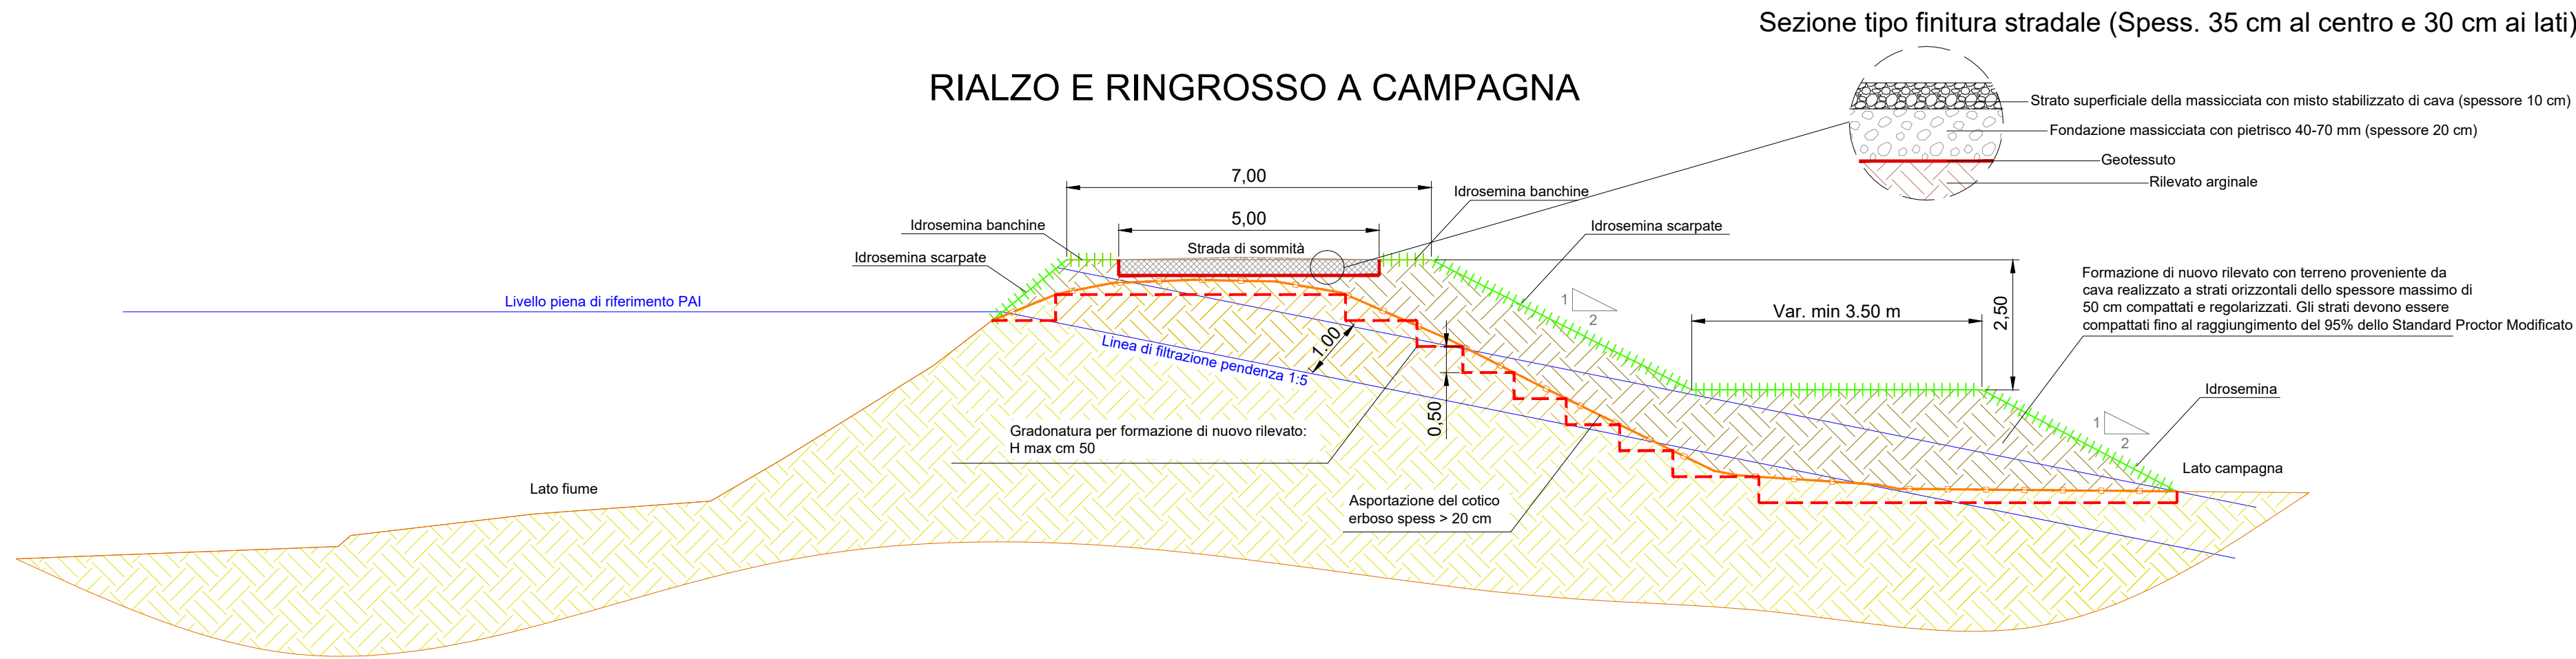 Sezione tipo finitura stradale (Spess. 35 cm al centro e 30 cm ai lati)
RIALZO E RINGROSSO A CAMPAGNA
Strato superficiale della massicciata con misto stabilizzato di cava (spessore 10 cm)
Fondazione massicciata con pietrisco 40-70 mm (spessore 20 cm)
Geotessuto
Rilevato arginale
7,00
Idrosemina banchine
5,00
Idrosemina banchine
Idrosemina scarpate
Strada di sommità
Idrosemina scarpate
Livello piena di riferimento PAI
Formazione di nuovo rilevato con terreno proveniente da
cava realizzato a strati orizzontali dello spessore massimo di
50 cm compattati e regolarizzati. Gli strati devono essere
compattati fino al raggiungimento del 95% dello Standard Proctor Modificato
1
2
Var. min 3.50 m
2,50
1.00
Linea di filtrazione pendenza 1:5
0,50
Idrosemina
1
2
Gradonatura per formazione di nuovo rilevato:
H max cm 50
Lato campagna
Lato fiume
Asportazione del cotico
erboso spess > 20 cm